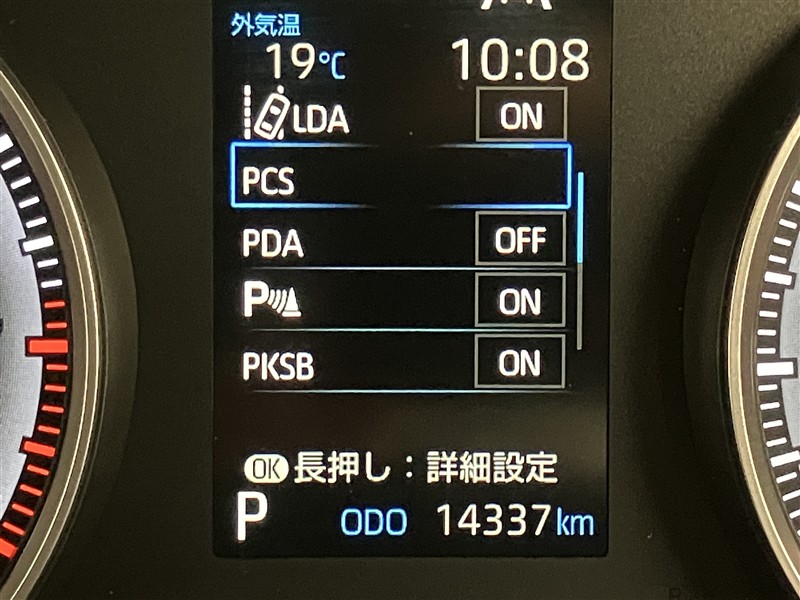 外気温
19℃ 10:08
LDA ON
PCS
PDA OFF
P ON
PKSB ON
OK 長押し：詳細設定
P ODO 14337km